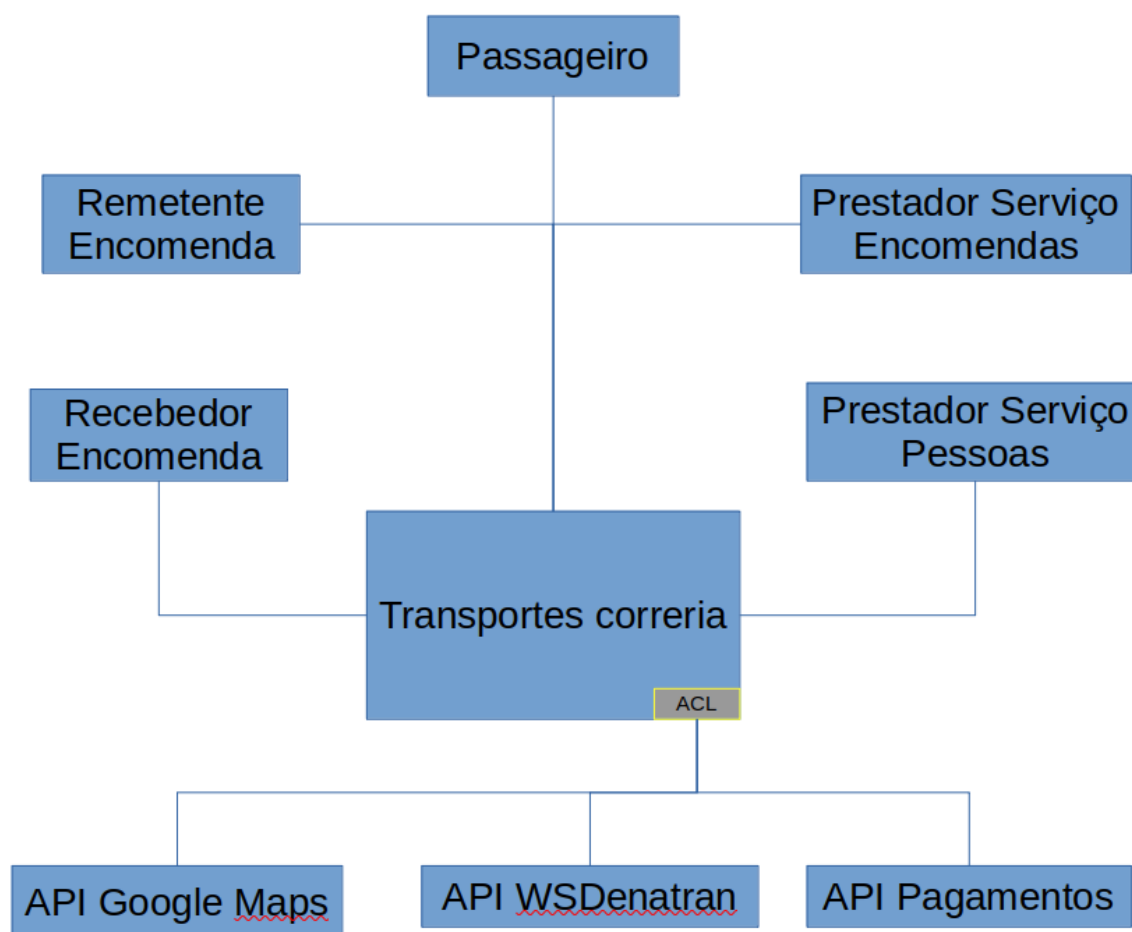 Passageiro
Remetente
Encomenda
Prestador Serviço
Encomendas
Recebedor
Encomenda
Prestador Serviço
Pessoas
Transportes correria
ACL
API Google Maps
API WSDenatran
API Pagamentos